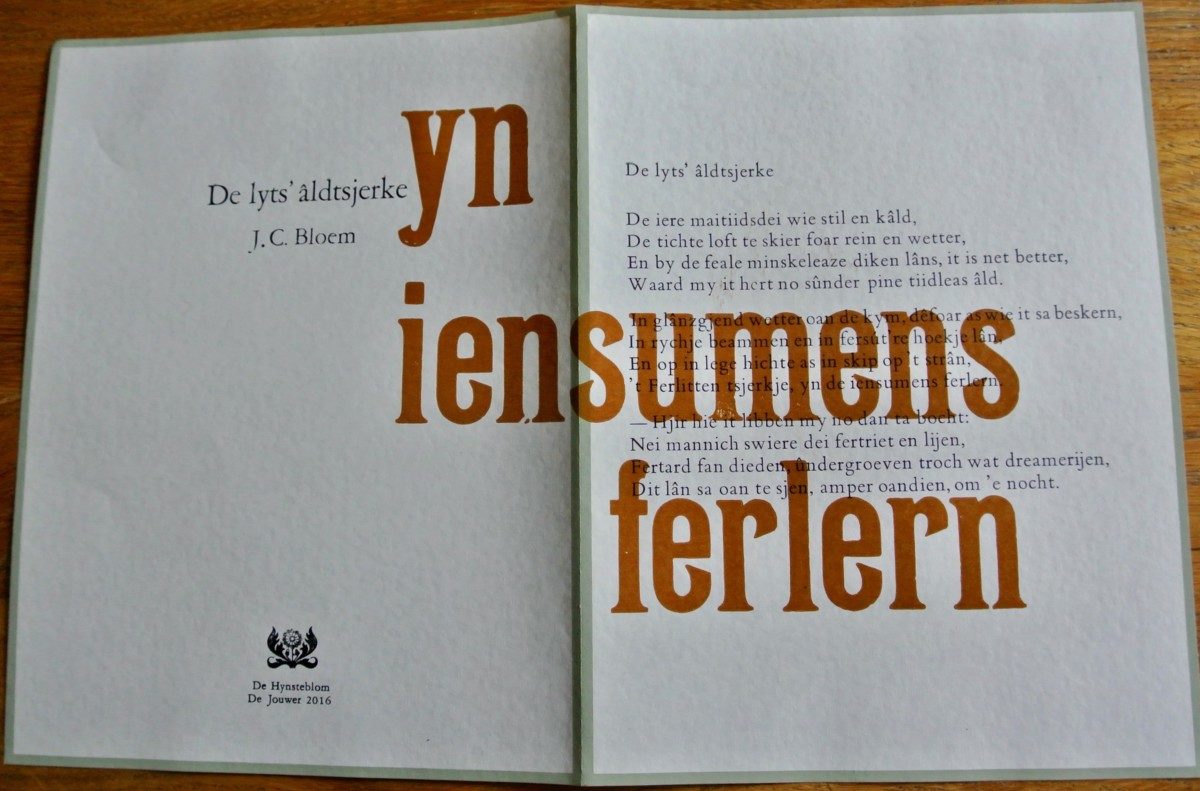 De lyts’ âldtsjerke
J. C. Bloem
De Hynsteblom
De Jouwer 2016
yn
iensumens
ferlern
De lyts’ âldtsjerke
De iere maitiidsdei wie stil en kâld,
De tichte loft te skier foar rein en wetter,
En by de feale minskeleaze diken lâns, it is net better,
Waard my it hert no sûnder pine tiidleas âld.
In glânzgjend wetter oan de kym, dêfoar as wie it sa beskern,
In rychje beammen en in fersút're hoekje lân,
En op in lege hichte as in skip op 't strân,
't Ferlitten tsjerkje, yn de iensumens ferlern.
— Hjir hie it libben my no dan ta bocht:
Nei mannich swiere dei fertriet en lijen,
Fertard fan dieden, ûndergroeven troch wat dreamerijen,
Dit lân sa oan te sjen, amper oandien, om 'e nocht.